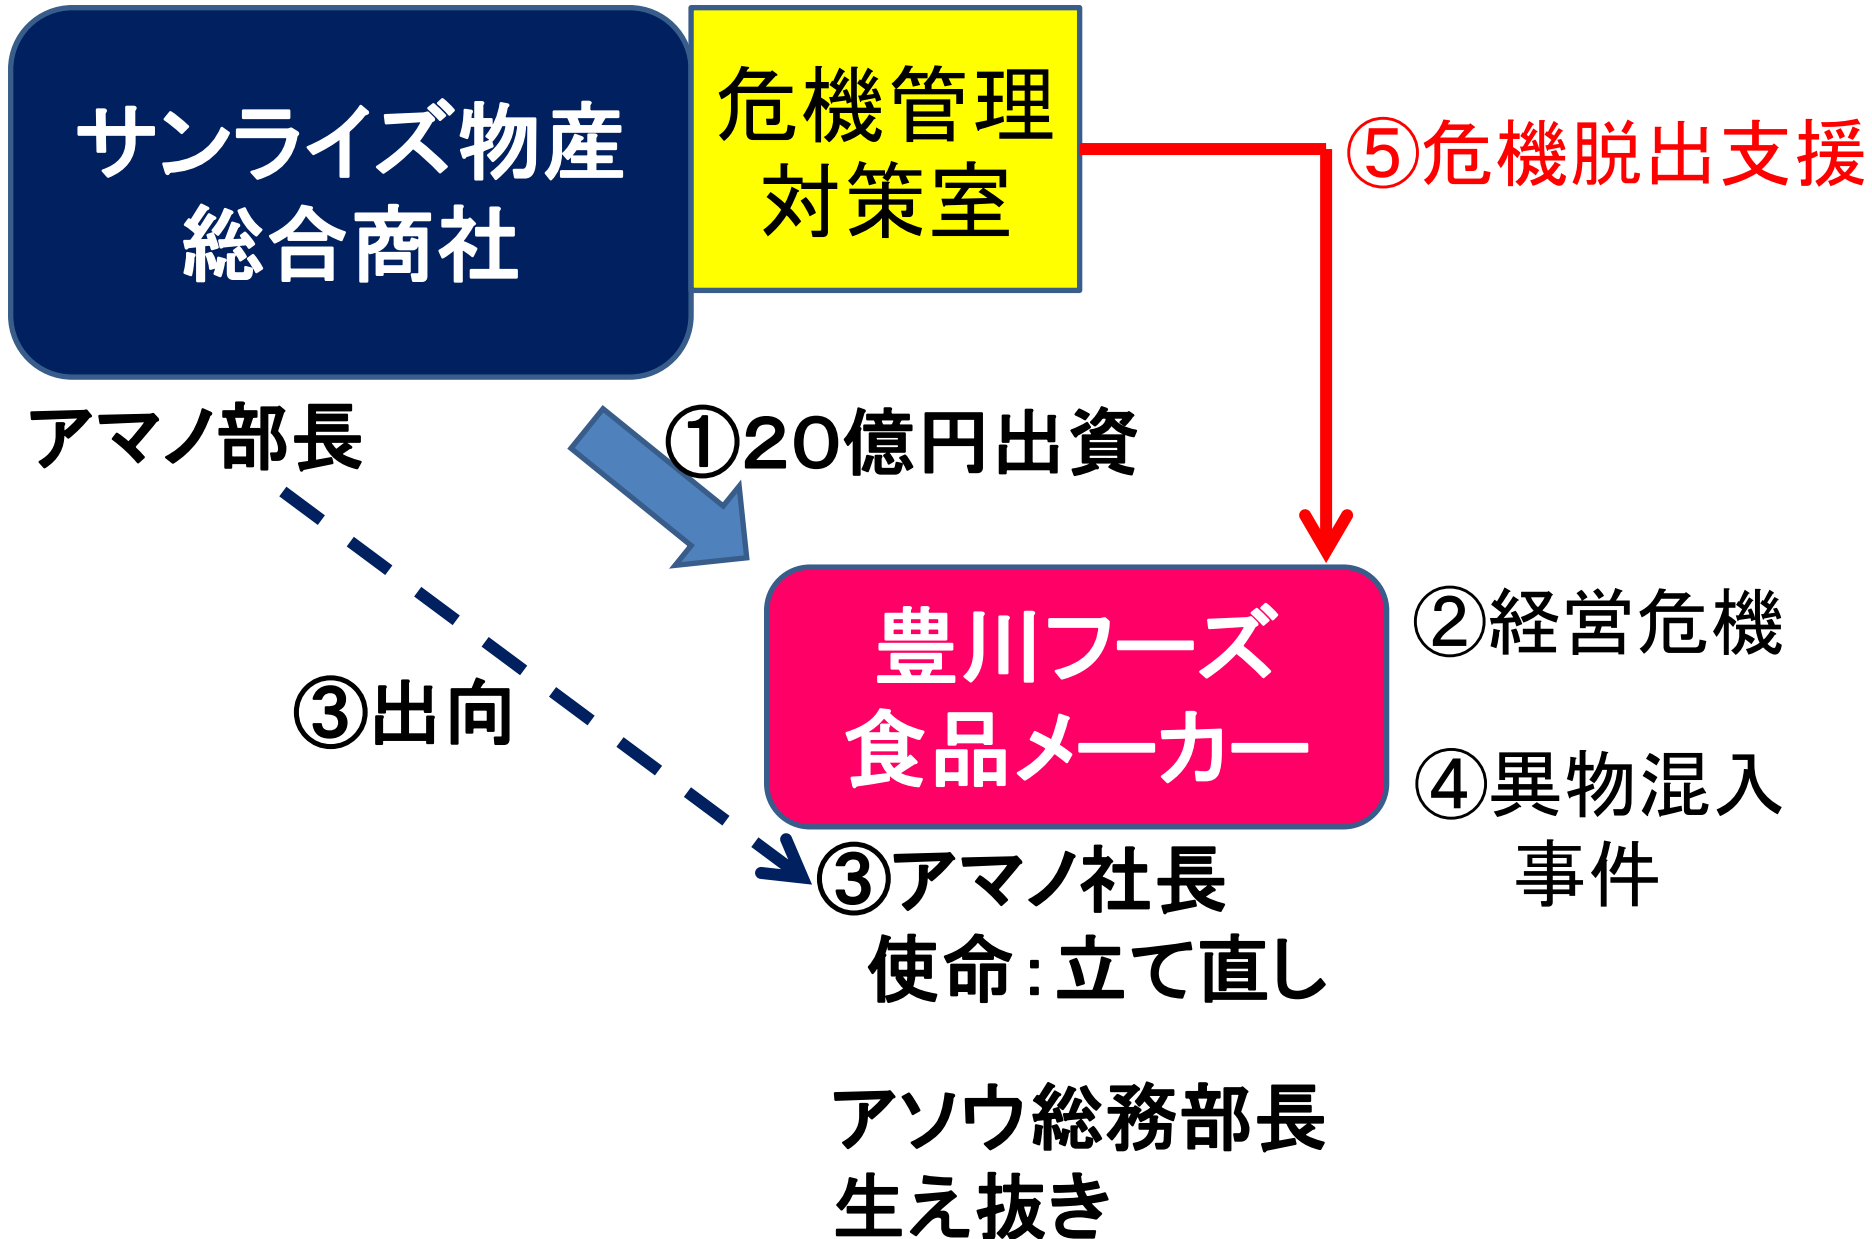 サンライズ物産
総合商社
危機管理
対策室
⑤危機脱出支援
アマノ部長
①20億円出資
豊川フーズ
食品メーカー
②経営危機
③出向
④異物混入
事件
③アマノ社長
使命：立て直し
アソウ総務部長
生え抜き